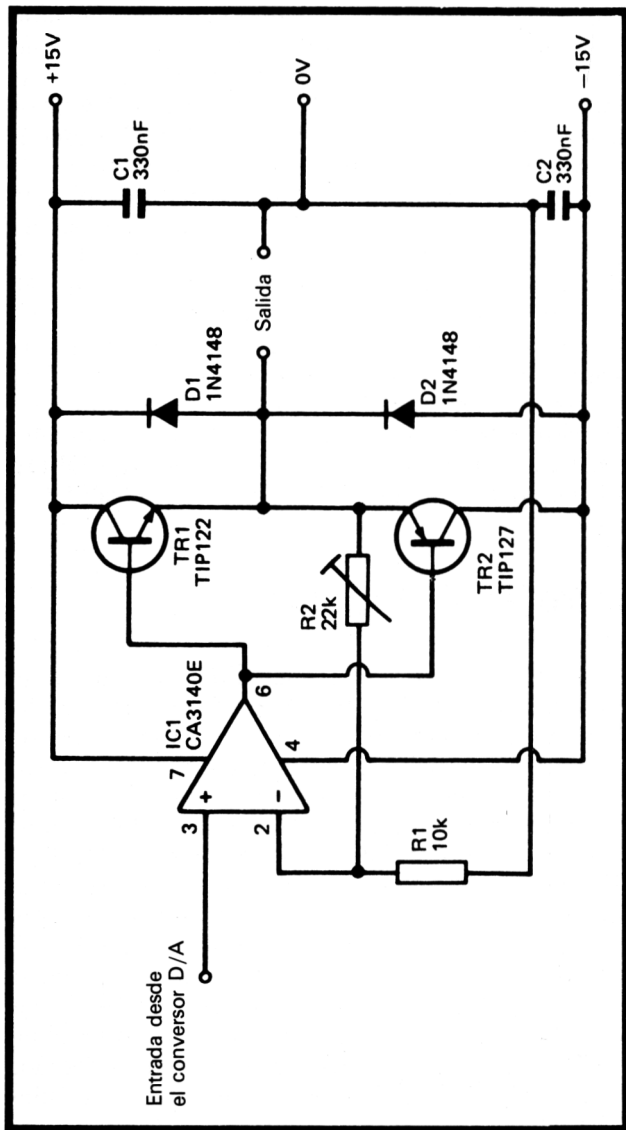 +15V
0V
−15V
C1
330nF
C2
330nF
Salida
D1
1N4148
D2
1N4148
TR1
TIP122
TR2
TIP127
R2
22k
IC1
CA3140E
7
6
4
3
+
2
−
R1
10k
Entrada desde
el conversor D/A